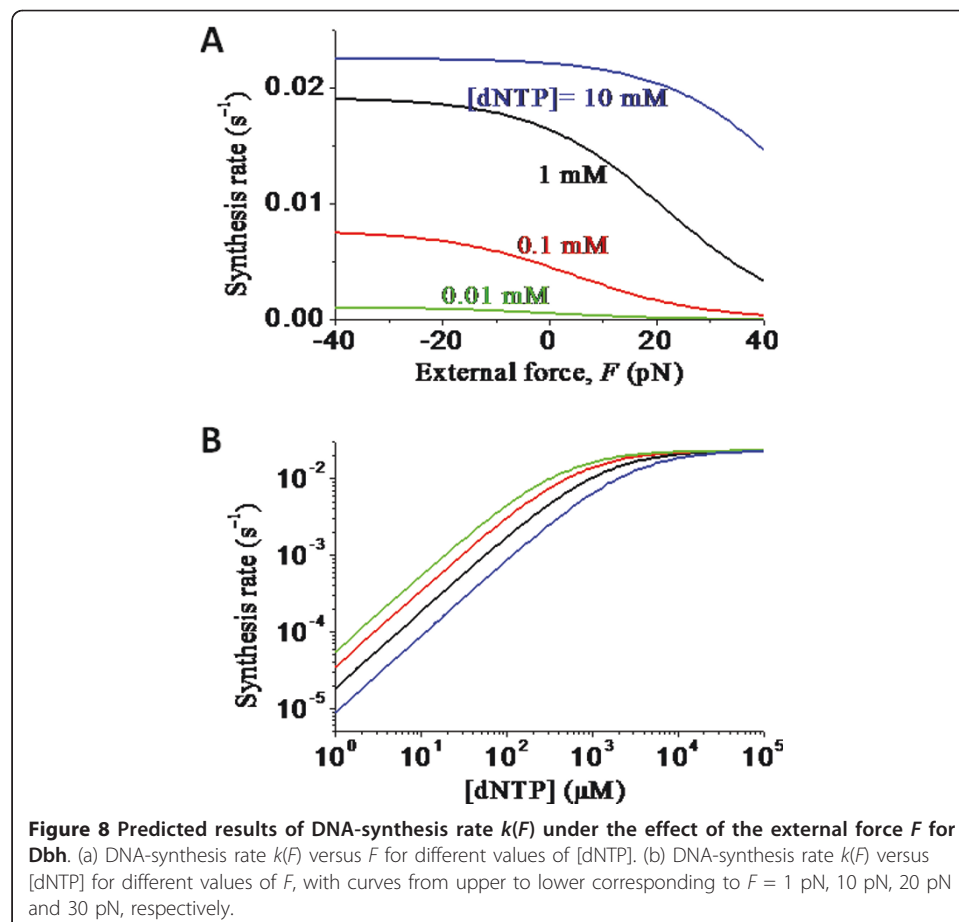 A
Synthesis rate (s⁻¹)
0.02
0.01
0.00
[dNTP]= 10 mM
1 mM
0.1 mM
0.01 mM
-40 -20 0 20 40
External force, F (pN)
B
Synthesis rate (s⁻¹)
10⁻²
10⁻³
10⁻⁴
10⁻⁵
10⁰ 10¹ 10² 10³ 10⁴ 10⁵
[dNTP] (μM)
Figure 8 Predicted results of DNA-synthesis rate k(F) under the effect of the external force F for
Dbh. (a) DNA-synthesis rate k(F) versus F for different values of [dNTP]. (b) DNA-synthesis rate k(F) versus
[dNTP] for different values of F, with curves from upper to lower corresponding to F = 1 pN, 10 pN, 20 pN
and 30 pN, respectively.